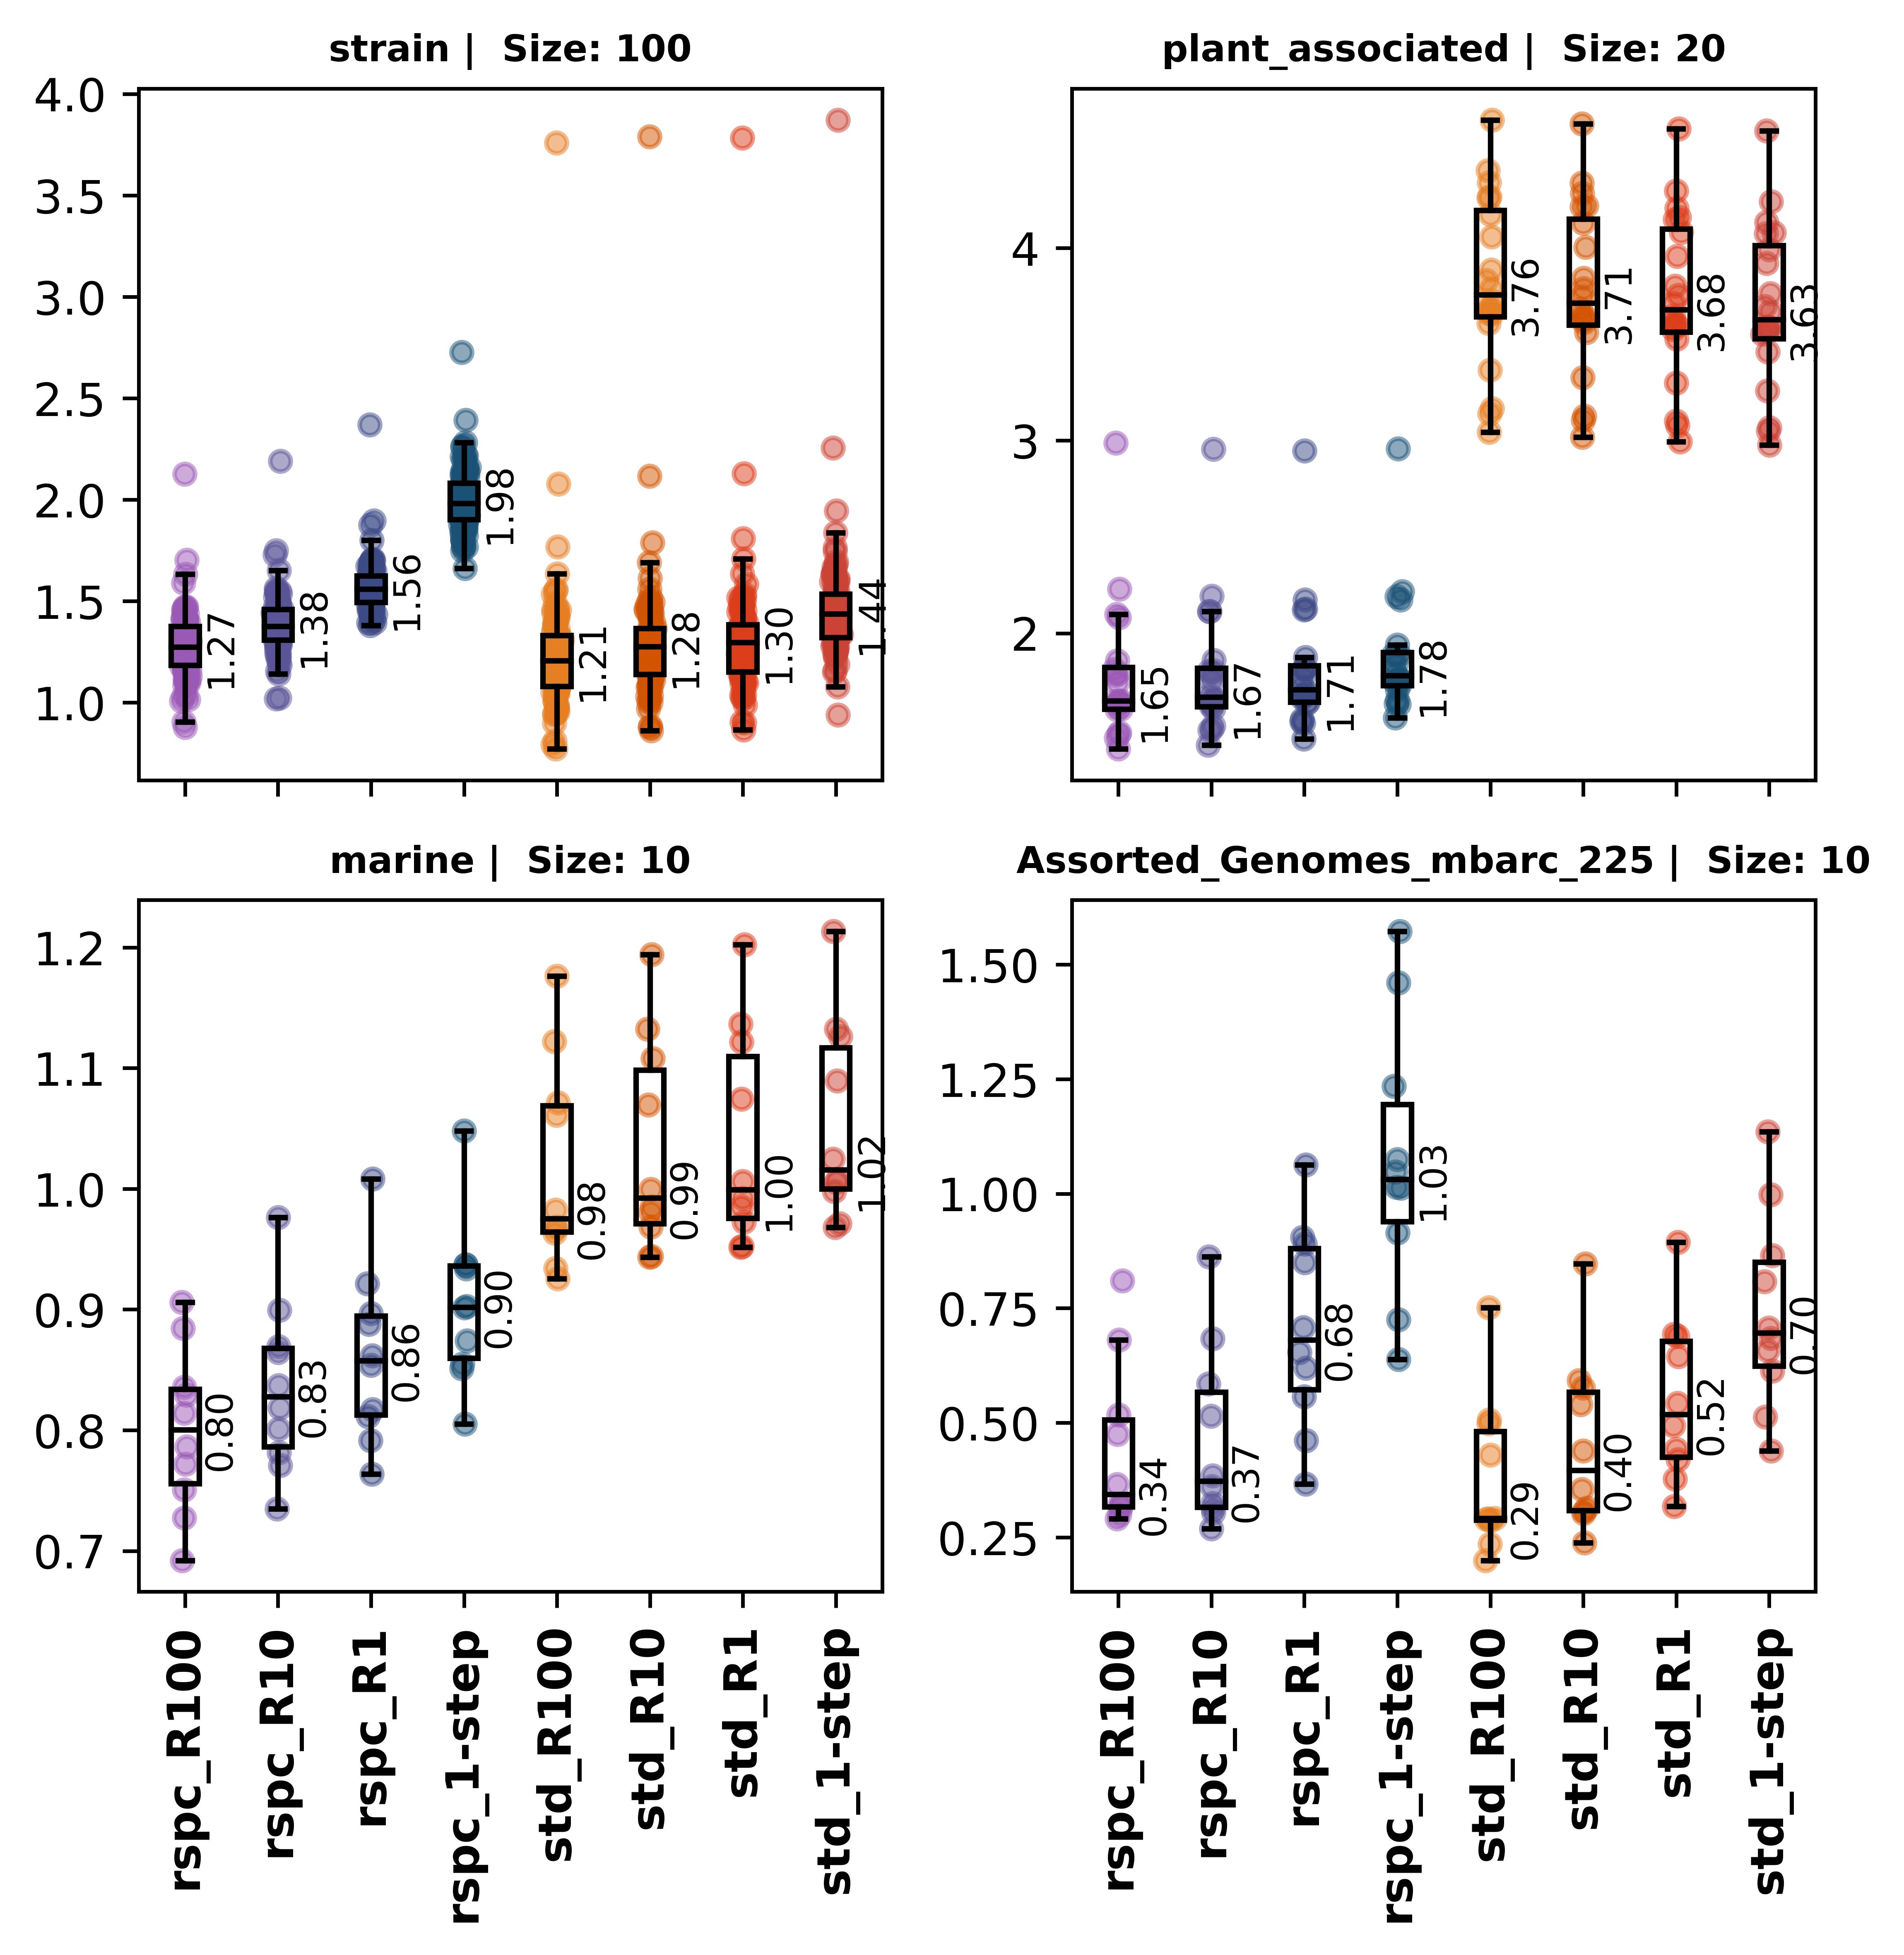 strain |  Size: 100
4.0
3.5
3.0
2.5
2.0
1.5
1.0
1.27
1.38
1.56
1.98
1.21
1.28
1.30
1.44
plant_associated |  Size: 20
4
3
2
1.65
1.67
1.71
1.78
3.76
3.71
3.68
3.63
marine |  Size: 10
1.2
1.1
1.0
0.9
0.8
0.7
0.80
0.83
0.86
0.90
0.98
0.99
1.00
1.02
rspc_R100
rspc_R10
rspc_R1
rspc_1-step
std_R100
std_R10
std_R1
std_1-step
Assorted_Genomes_mbarc_225 |  Size: 10
1.50
1.25
1.00
0.75
0.50
0.25
0.34
0.37
0.68
1.03
0.29
0.40
0.52
0.70
rspc_R100
rspc_R10
rspc_R1
rspc_1-step
std_R100
std_R10
std_R1
std_1-step